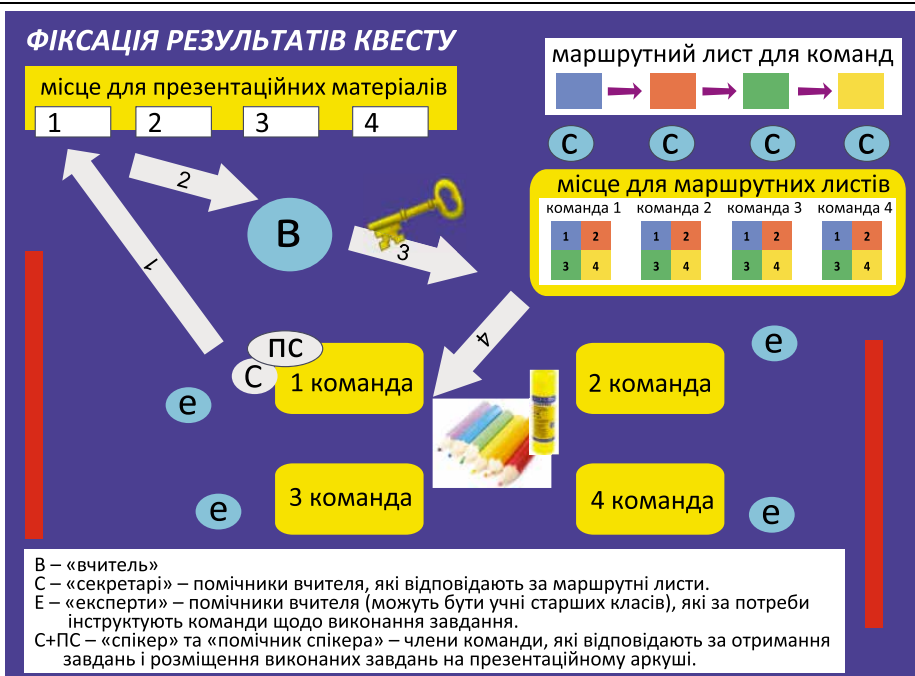 ФІКСАЦІЯ РЕЗУЛЬТАТІВ КВЕСТУ
місце для презентаційних матеріалів
1 2 3 4
маршрутний лист для команд
с с с с
місце для маршрутних листів
команда 1 команда 2 команда 3 команда 4
1 2 1 2 1 2 1 2
3 4 3 4 3 4 3 4
2
В
3
1
4
пс
С
1 команда
е
2 команда
е
3 команда
е
4 команда
е
В – «вчитель»
С – «секретарі» – помічники вчителя, які відповідають за маршрутні листи.
Е – «експерти» – помічники вчителя (можуть бути учні старших класів), які за потреби
інструктують команди щодо виконання завдання.
С+ПС – «спікер» та «помічник спікера» – члени команди, які відповідають за отримання
завдань і розміщення виконаних завдань на презентаційному аркуші.